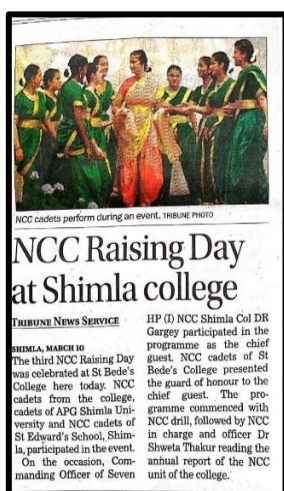 NCC cadets perform during an event. TRIBUNE PHOTO
NCC Raising Day
at Shimla college
TRIBUNE NEWS SERVICE
SHIMLA, MARCH 10
The third NCC Raising Day
was celebrated at St Bede's
College here today. NCC
cadets from the college,
cadets of APG Shimla Uni-
versity and NCC cadets of
St Edward's School, Shim-
la, participated in the event.
On the occasion, Com-
manding Officer of Seven
HP (I) NCC Shimla Col DR
Gargey participated in the
programme as the chief
guest. NCC cadets of St
Bede's College presented
the guard of honour to the
chief guest. The pro-
gramme commenced with
NCC drill, followed by NCC
in charge and officer Dr
Shweta Thakur reading the
annual report of the NCC
unit of the college.